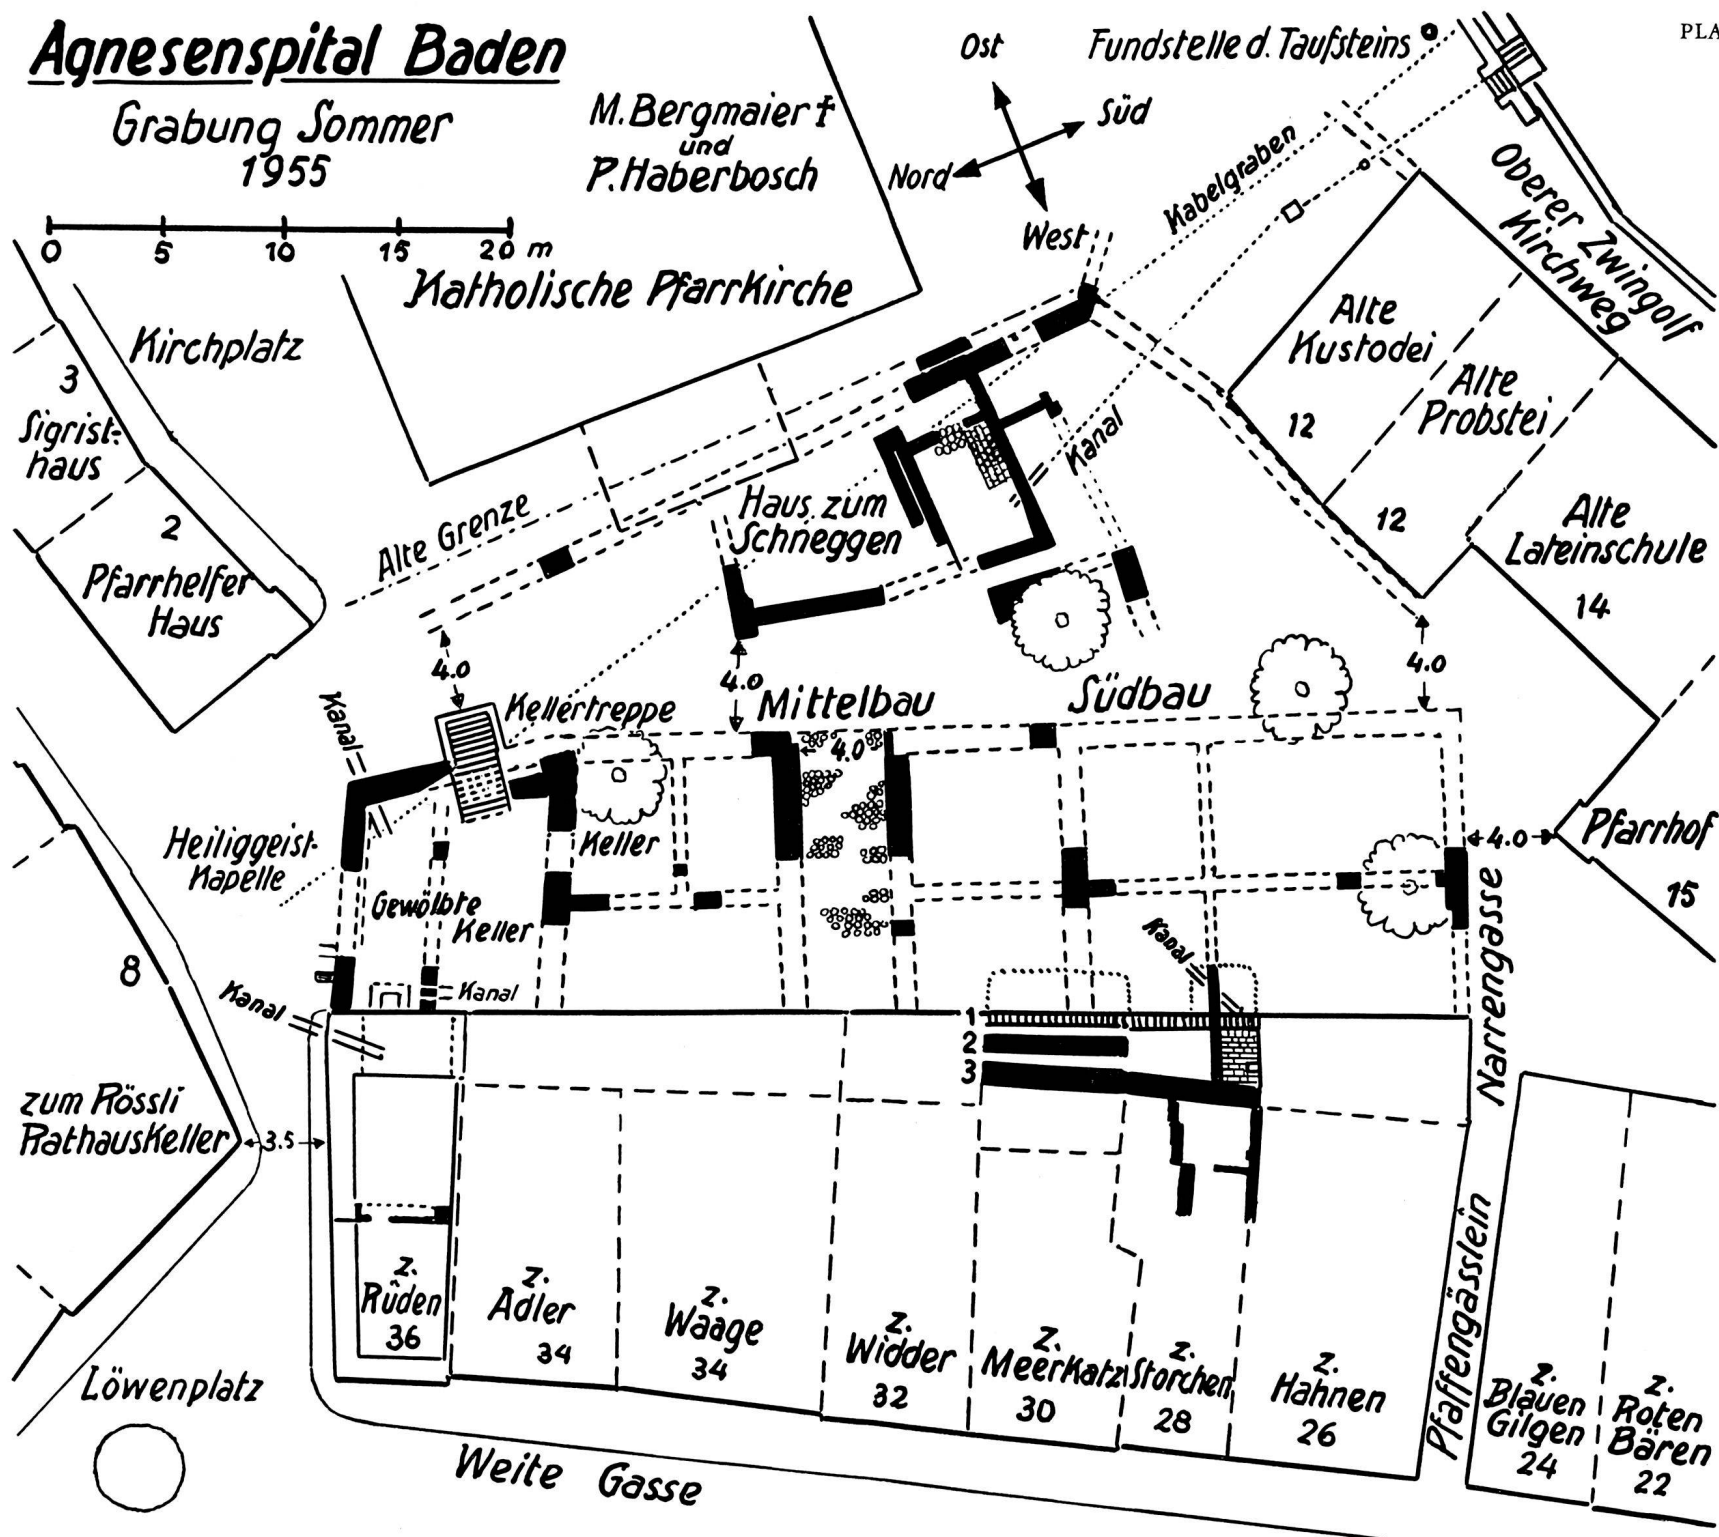 PLA
Agnesenspital Baden
Grabung Sommer
1955
M. Bergmaier †
und
P. Haberbosch
Ost
Süd
Nord
West
Fundstelle d. Taufsteins
0 5 10 15 20 m
Katholische Pfarrkirche
Kabelgraben
Oberer Zwingolf
Kirchweg
Kirchplatz
3
Sigrist-
haus
2
Pfarrhelfer
Haus
Alte Grenze
Haus zum
Schneggen
Kanal
Alte
Kustodei
12
Alte
Probstei
12
Alte
Lateinschule
14
4.0
4.0
4.0
Kanal
Kellertreppe
Mittelbau
Südbau
4.0
4.0
Pfarrhof
15
Heiliggeist-
Kapelle
Keller
Gewölbte
Keller
Kanal
Kanal
Kanal
8
Narrengasse
1
2
3
zum Rössli
Rathauskeller
3.5
z.
Rüden
36
z.
Adler
34
z.
Waage
34
z.
Widder
32
z.
Meerkatz
30
z.
Storchen
28
z.
Hahnen
26
Pfaffengässlein
z.
Blauen
Gilgen
24
z.
Roten
Bären
22
Löwenplatz
Weite Gasse